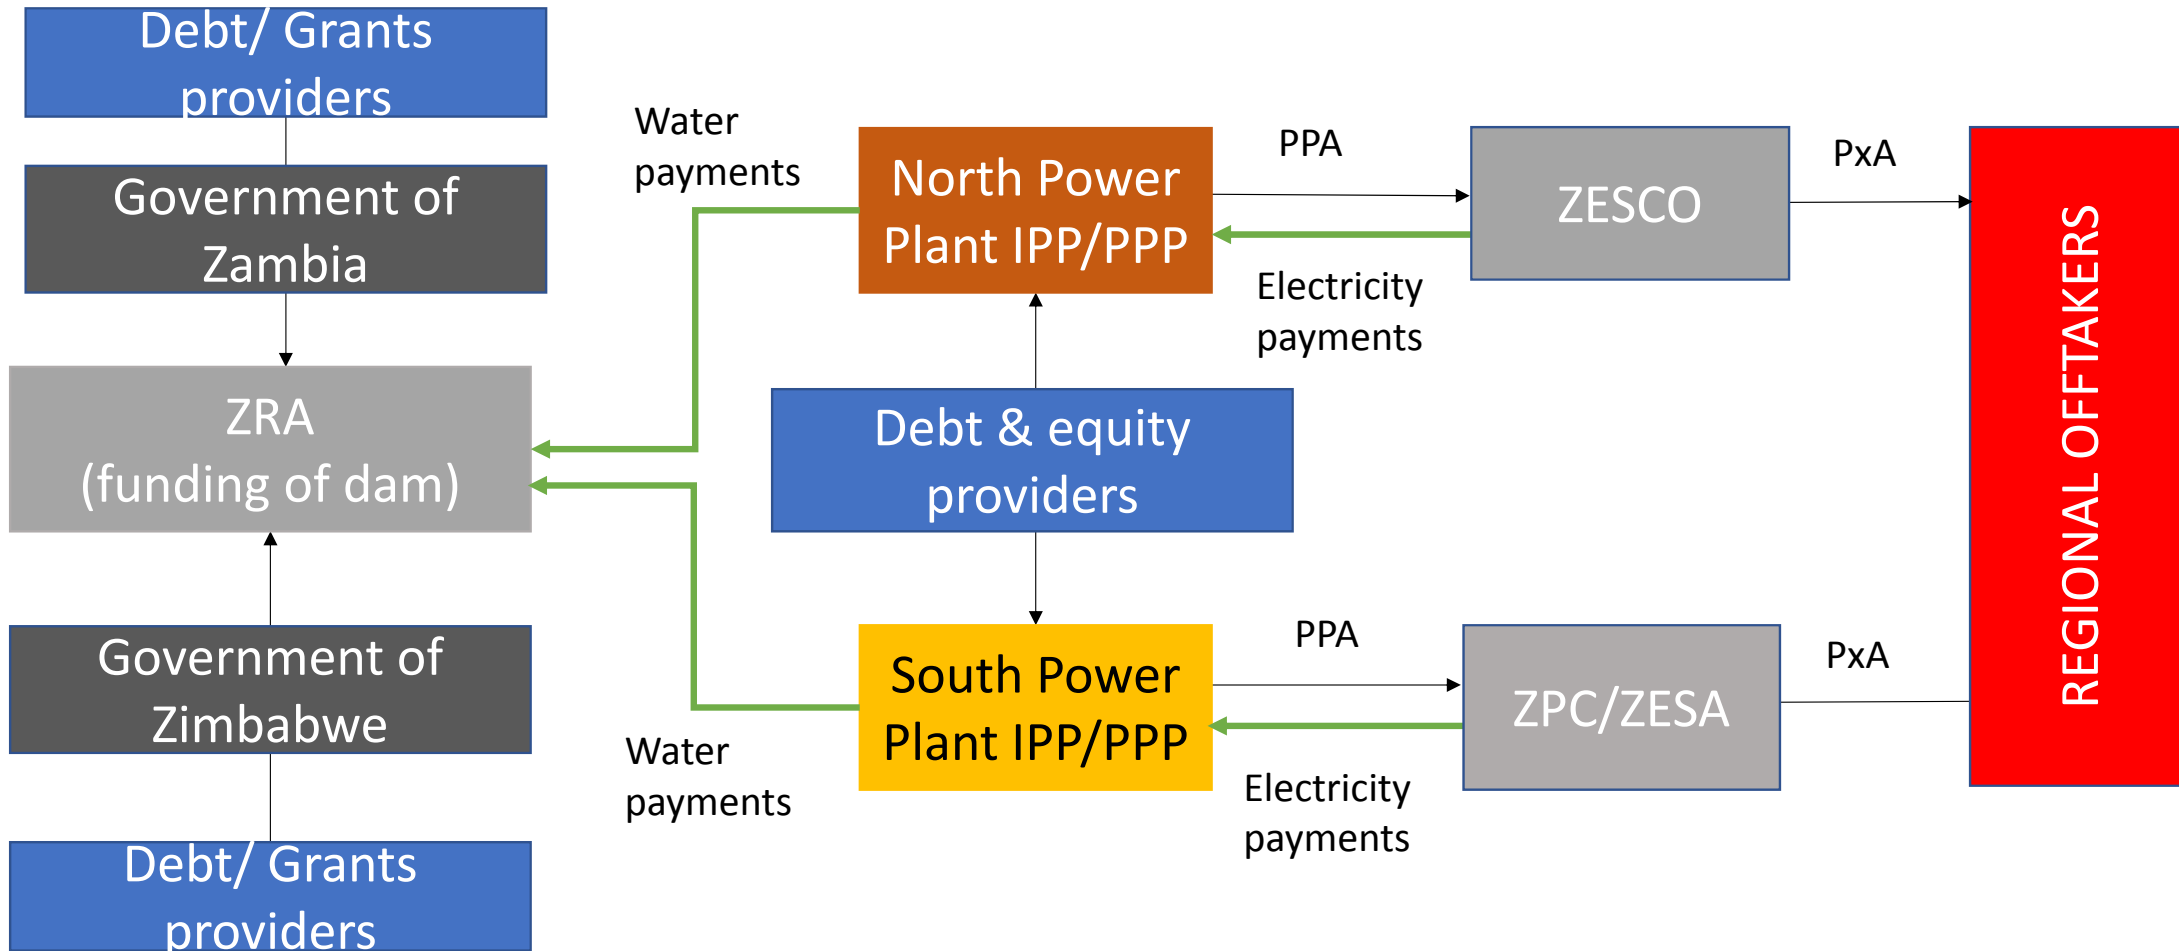 Debt/ Grants
providers
Government of
Zambia
ZRA
(funding of dam)
Government of
Zimbabwe
Debt/ Grants
providers
Water
payments
North Power
Plant IPP/PPP
Debt & equity
providers
South Power
Plant IPP/PPP
Water
payments
PPA
Electricity
payments
ZESCO
PxA
PPA
Electricity
payments
ZPC/ZESA
PxA
REGIONAL OFFTAKERS